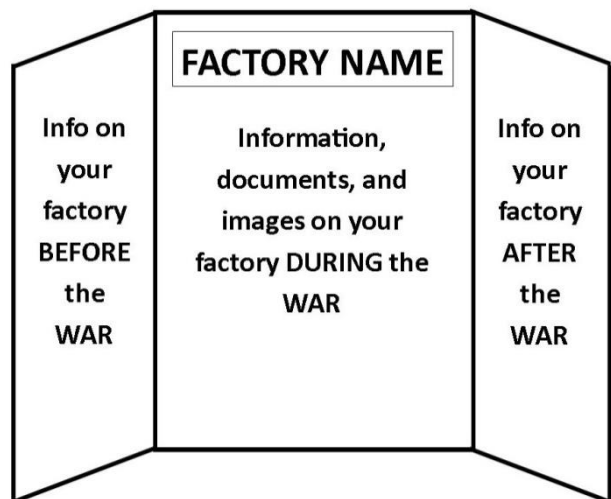 FACTORY NAME
Info on
your
factory
BEFORE
the
WAR
Information,
documents, and
images on your
factory DURING the
WAR
Info on
your
factory
AFTER
the
WAR